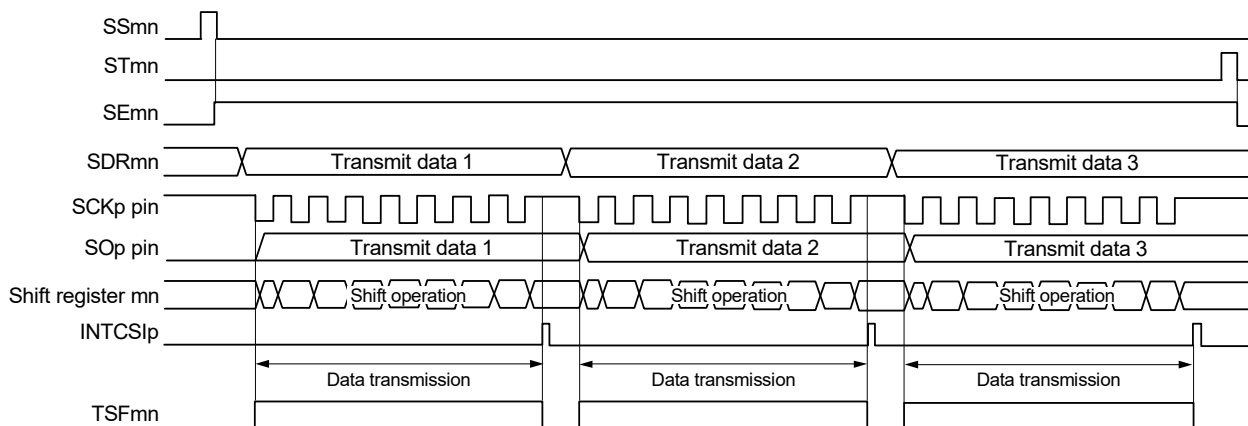 SSmn
STmn
SEmn
SDRmn Transmit data 1 Transmit data 2 Transmit data 3
SCKp pin
SOp pin Transmit data 1 Transmit data 2 Transmit data 3
Shift register mn Shift operation Shift operation Shift operation
INTCSIp
Data transmission Data transmission Data transmission
TSFmn